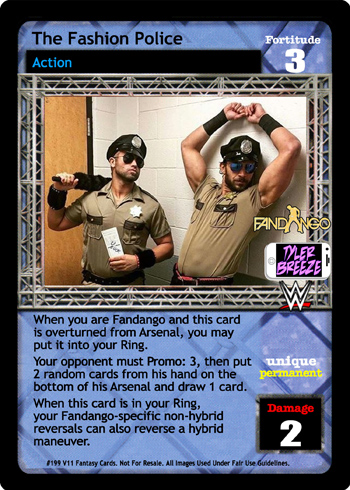 The Fashion Police
Fortitude
3
Action
FANDANGO
TYLER
BREEZE
W
When you are Fandango and this card
is overturned from Arsenal, you may
put it into your Ring.
Your opponent must Promo: 3, then put
2 random cards from his hand on the
bottom of his Arsenal and draw 1 card.
When this card is in your Ring,
your Fandango-specific non-hybrid
reversals can also reverse a hybrid
maneuver.
unique
permanent
Damage
2
#199 V11 Fantasy Cards. Not For Resale. All Images Used Under Fair Use Guidelines.